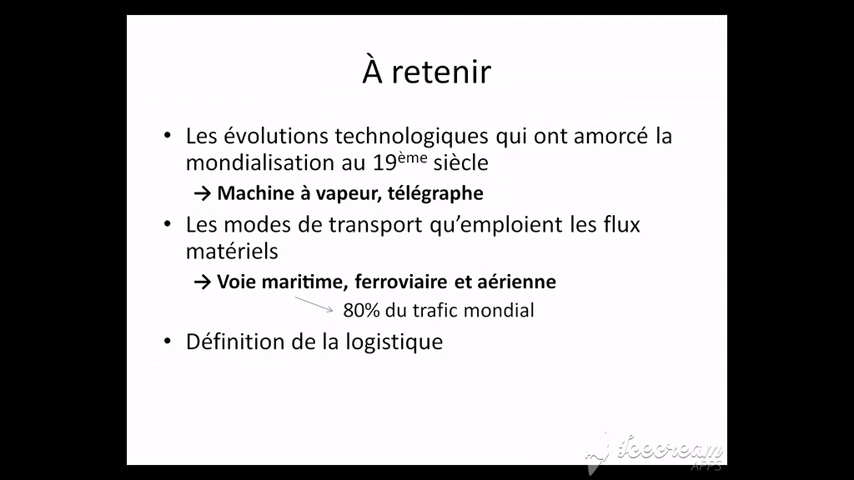 À retenir
• Les évolutions technologiques qui ont amorcé la
mondialisation au 19ème siècle
→ Machine à vapeur, télégraphe
• Les modes de transport qu'emploient les flux
matériels
→ Voie maritime, ferroviaire et aérienne
80% du trafic mondial
• Définition de la logistique
Icecream
APPS